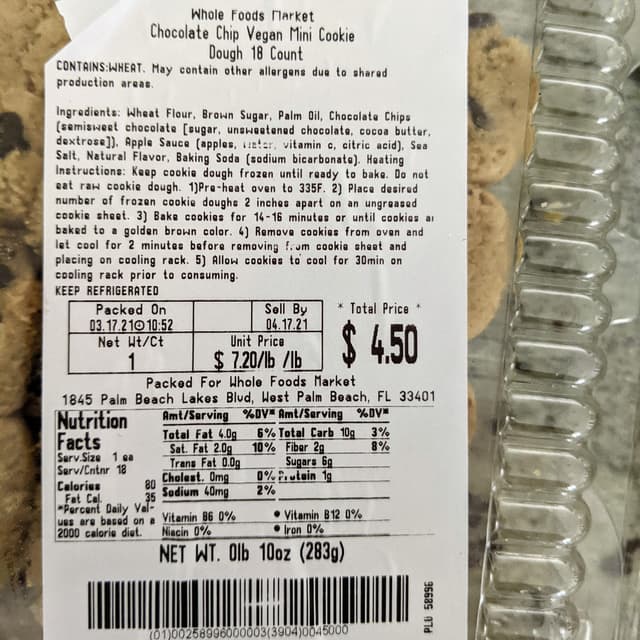 Whole Foods Market
Chocolate Chip Vegan Mini Cookie
Dough 18 Count
CONTAINS:WHEAT. May contain other allergens due to shared
production areas.
Ingredients: Wheat Flour, Brown Sugar, Palm Oil, Chocolate Chips
(semisweet chocolate [sugar, unsweetened chocolate, cocoa butter,
dextrose]), Apple Sauce (apples, water, vitamin c, citric acid), Sea
Salt, Natural Flavor, Baking Soda (sodium bicarbonate). Heating
Instructions: Keep cookie dough frozen until ready to bake. Do not
eat raw cookie dough. 1)Pre-heat oven to 335F. 2) Place desired
number of frozen cookie doughs 2 inches apart on an ungreased
cookie sheet. 3) Bake cookies for 14-16 minutes or until cookies ar
baked to a golden brown color. 4) Remove cookies from oven and
let cool for 2 minutes before removing from cookie sheet and
placing on cooling rack. 5) Allow cookies to cool for 30min on
cooling rack prior to consuming.
KEEP REFRIGERATED
Packed On Sell By * Total Price *
03.17.21@10:52 04.17.21
Net Wt/Ct Unit Price $ 4.50
1 $ 7.20/lb /lb
Packed For Whole Foods Market
1845 Palm Beach Lakes Blvd, West Palm Beach, FL 33401
Nutrition Facts
Serv.Size 1 ea
Serv/Cntnr 18
Calories 80
Fat Cal. 35
*Percent Daily Val-
ues are based on a
2000 calorie diet.
Amt/Serving %DV* Amt/Serving %DV*
Total Fat 4.0g 6% Total Carb 10g 3%
Sat. Fat 2.0g 10% Fiber 2g 8%
Trans Fat 0.0g Sugars 6g
Cholest. 0mg 0% Protein 1g
Sodium 40mg 2%
Vitamin B6 0% • Vitamin B12 0%
Niacin 0% • Iron 0%
NET WT. 0lb 10oz (283g)
(01)00258996000003(3904)0045000
PLU 58996